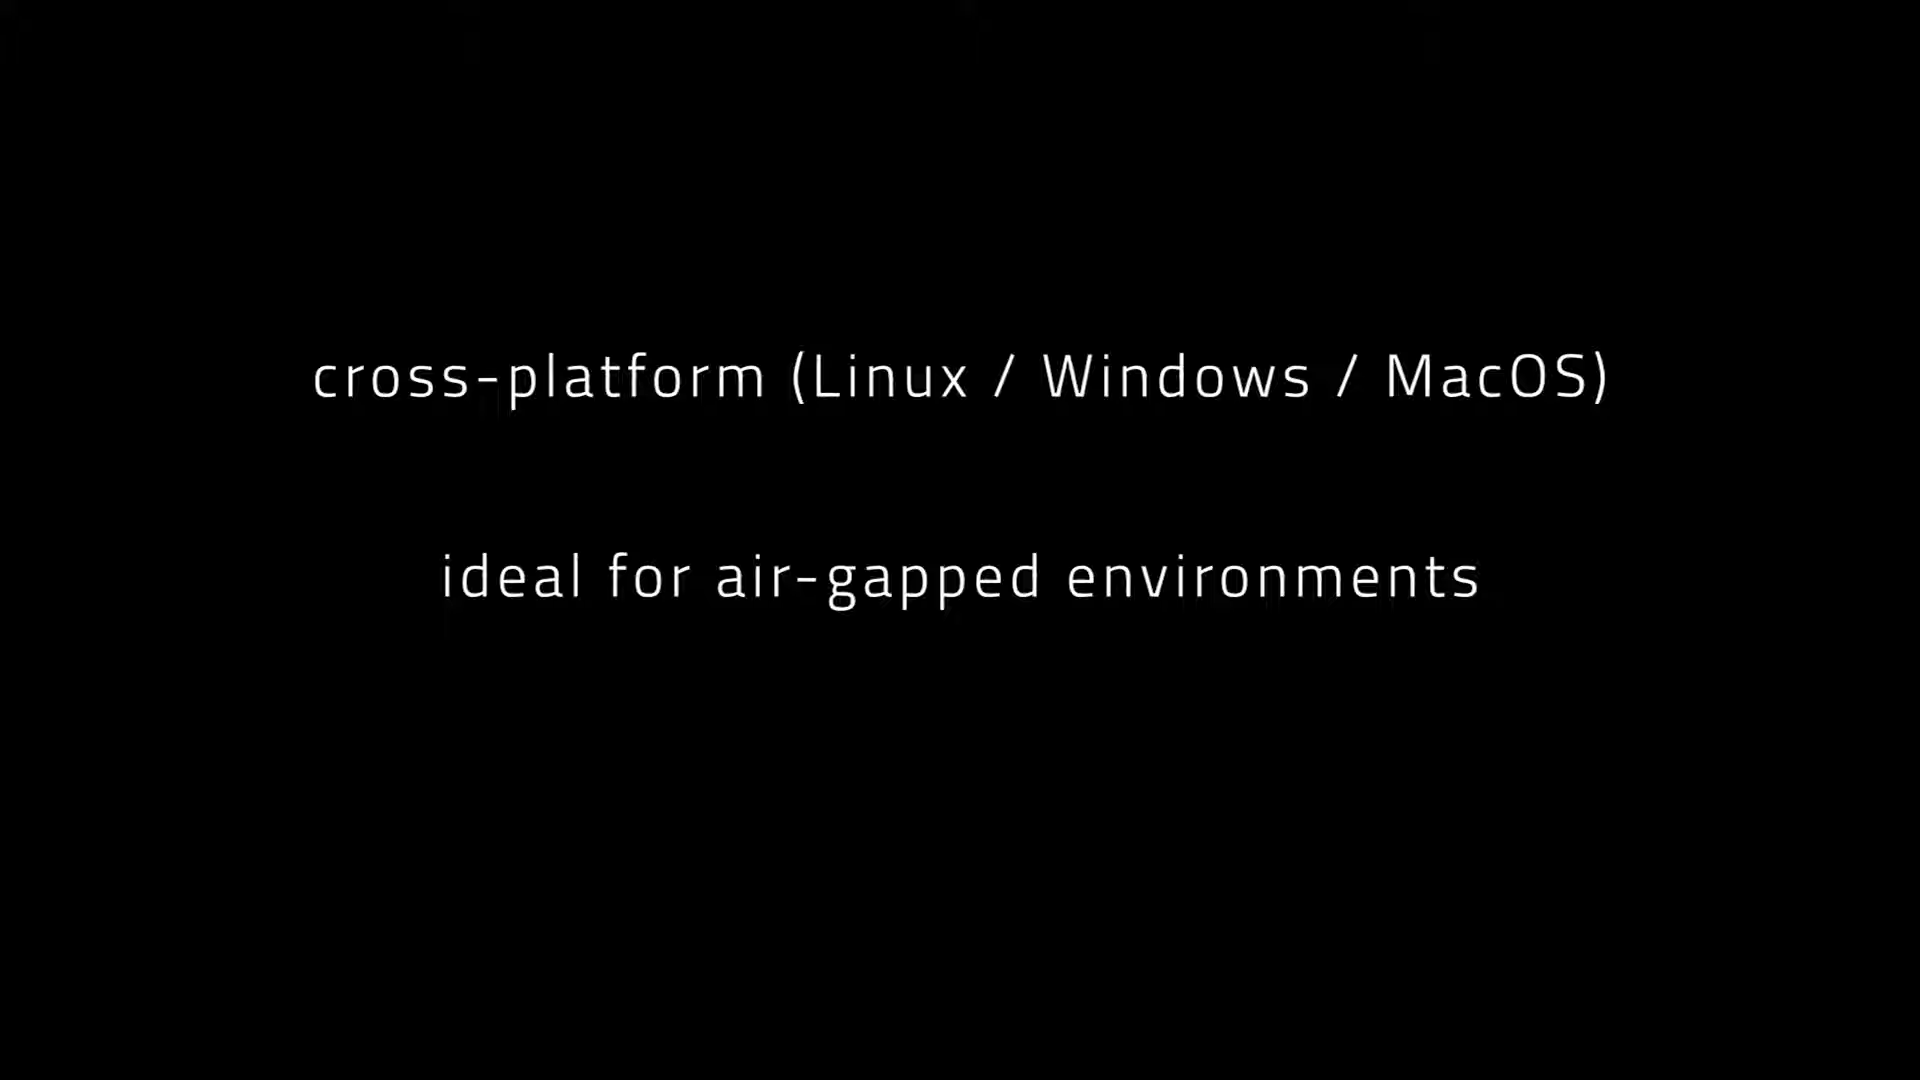 cross-platform (Linux / Windows / MacOS)
ideal for air-gapped environments